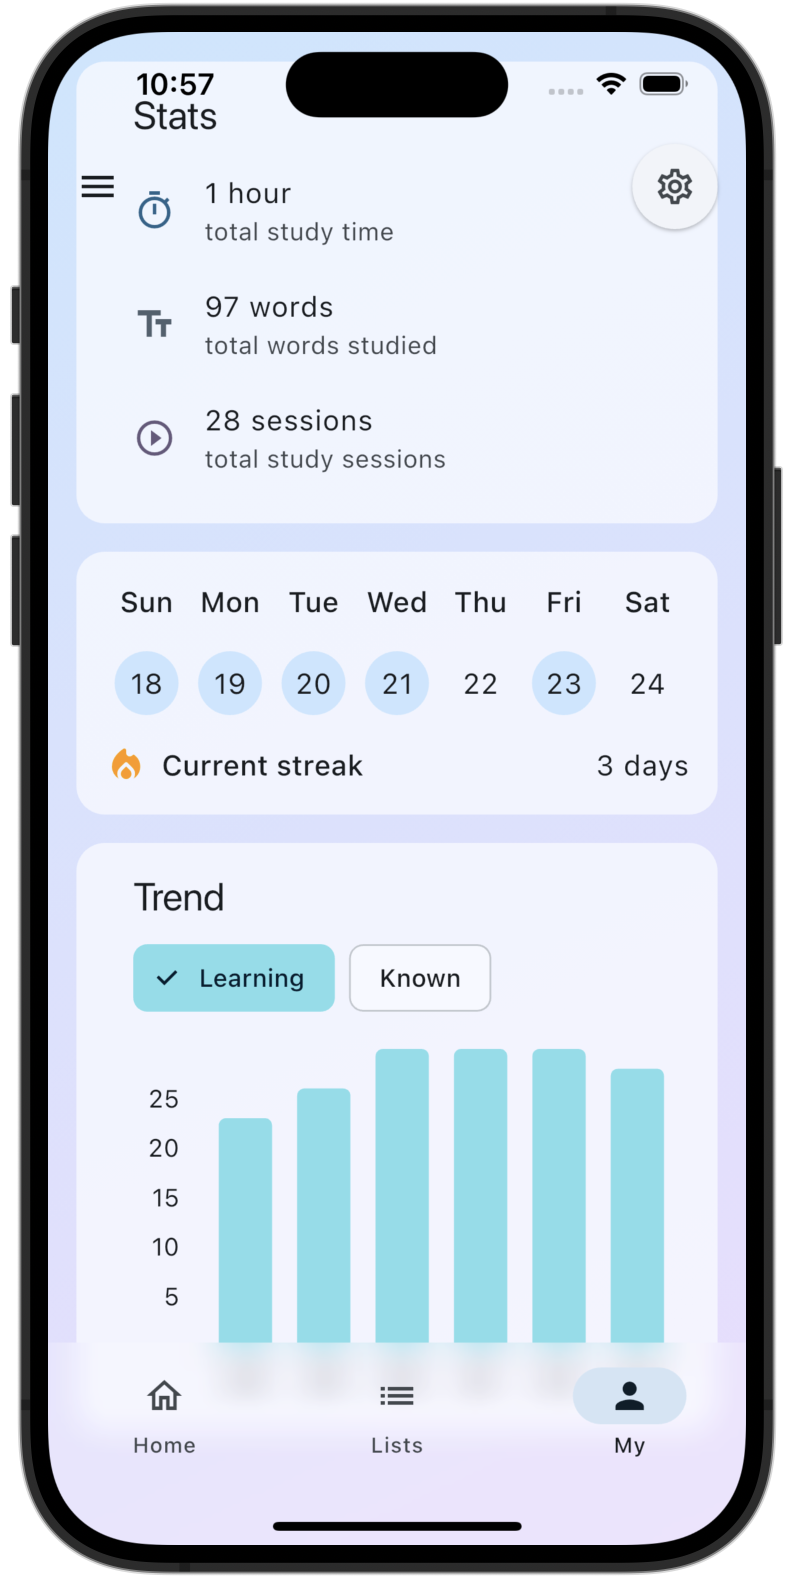 10:57
Stats
1 hour
total study time
97 words
total words studied
28 sessions
total study sessions
Sun Mon Tue Wed Thu Fri Sat
18 19 20 21 22 23 24
Current streak 3 days
Trend
Learning Known
25
20
15
10
5
Home Lists My